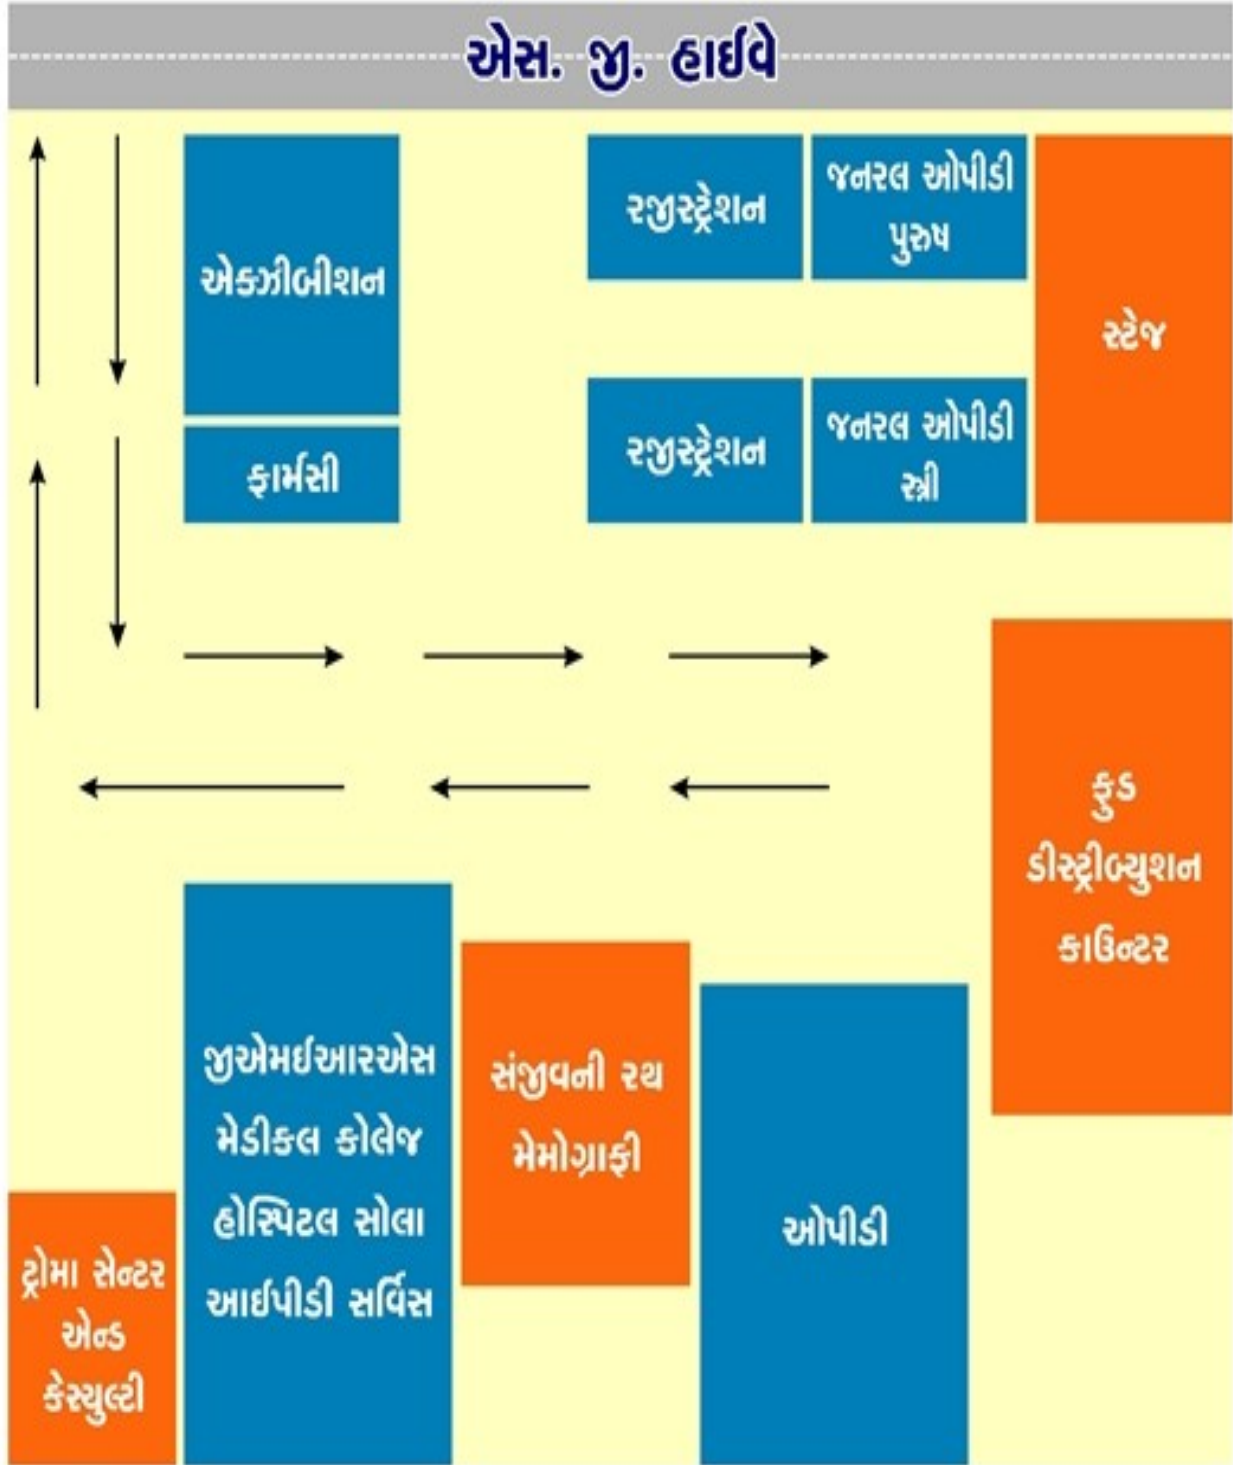 એસ. જી. હાઈવે
એક્ઝીબીશન
ફાર્મસી
રજીસ્ટ્રેશન
જનરલ ઓપીડી
પુરુષ
રજીસ્ટ્રેશન
જનરલ ઓપીડી
સ્ત્રી
સ્ટેજ
ફુડ
ડીસ્ટ્રીબ્યુશન
કાઉન્ટર
ટ્રોમા સેન્ટર
એન્ડ
કેસ્યુલ્ટી
જીએમઈઆરએસ
મેડીકલ કોલેજ
હોસ્પિટલ સોલા
આઈપીડી સર્વિસ
સંજીવની રથ
મેમોગ્રાફી
ઓપીડી